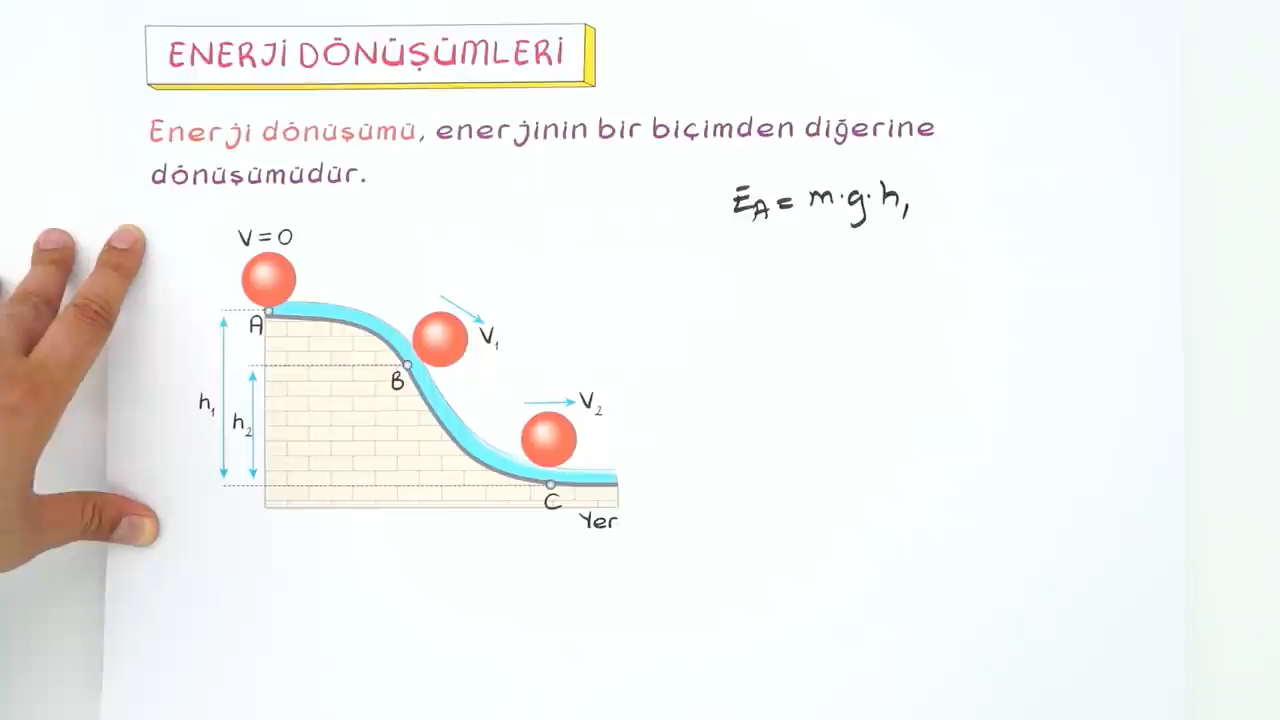 ENERJİ DÖNÜŞÜMLERİ
Enerji dönüşümü, enerjinin bir biçimden diğerine
dönüşümüdür.
E_A = m.g.h₁
V=0
A
V₁
B
h₁
h₂
V₂
C
Yer